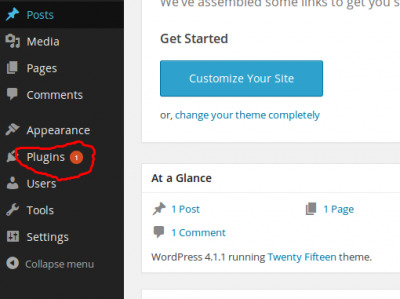 We've assembled some links to get you s
Posts
Media
Pages
Comments
Appearance
Plugins 1
Users
Tools
Settings
Collapse menu
Get Started
Customize Your Site
or, change your theme completely
At a Glance
1 Post
1 Page
1 Comment
WordPress 4.1.1 running Twenty Fifteen theme.